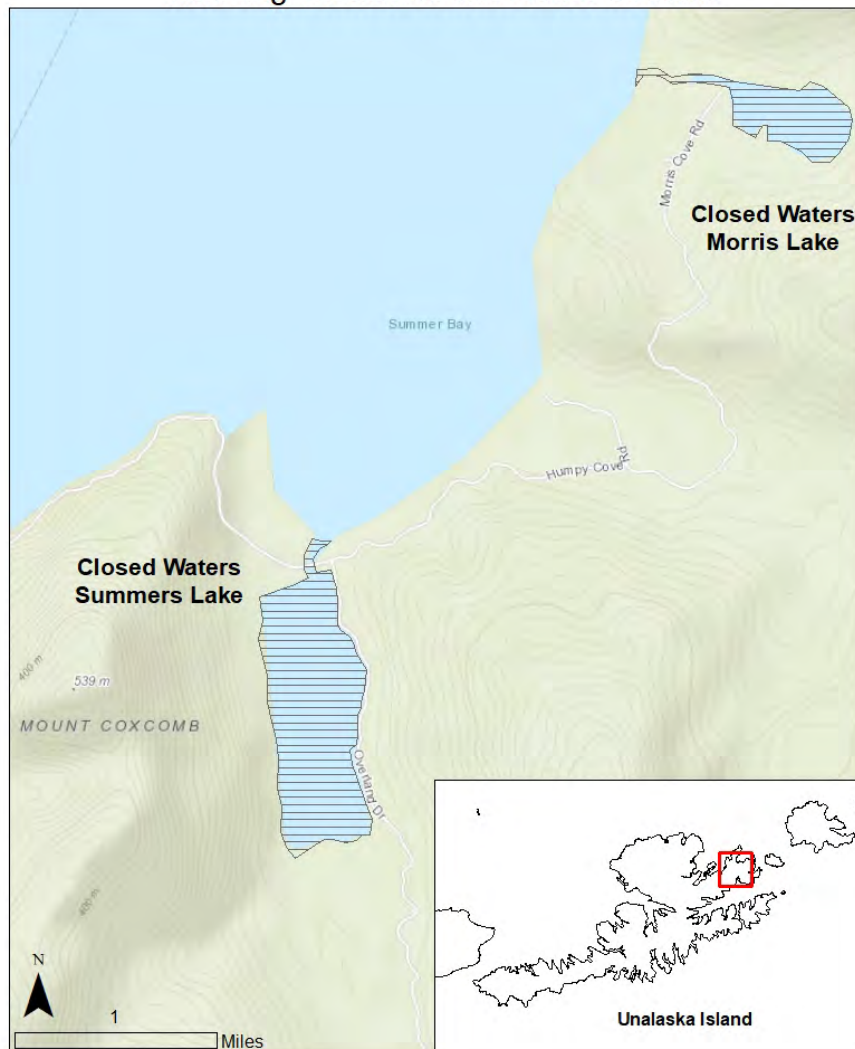 Morris Cove Rd
Closed Waters
Morris Lake
Summer Bay
Humpy Cove Rd
Closed Waters
Summers Lake
400 m
539 m
MOUNT COXCOMB
Overland Dr
400 m
N
1
Miles
Unalaska Island